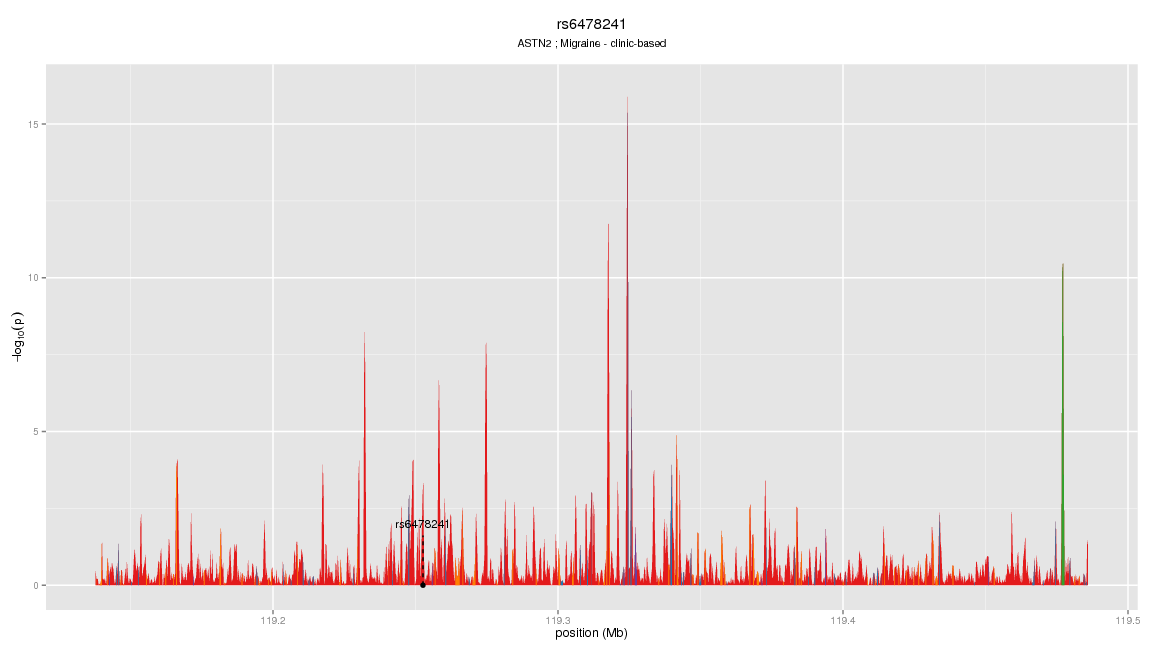 rs6478241
ASTN2 ; Migraine - clinic-based
15
10
5
0
−log10(p)
rs6478241
119.2
119.3
119.4
119.5
position (Mb)